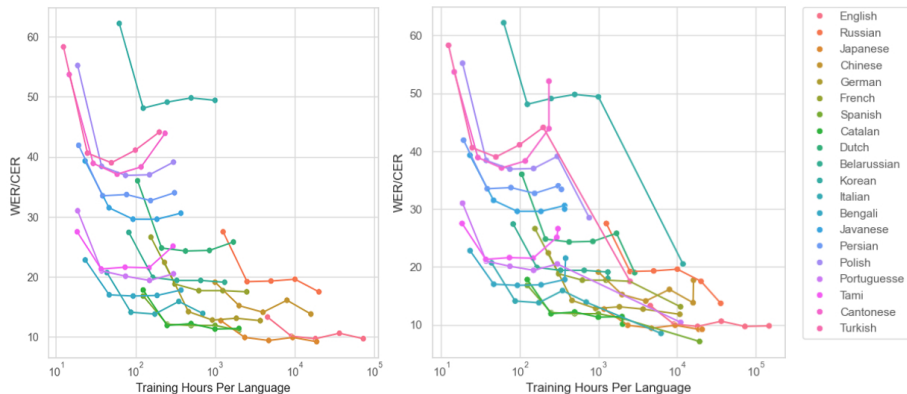 60
50
40
30
20
10
WER/CER
10¹ 10² 10³ 10⁴ 10⁵
Training Hours Per Language
60
50
40
30
20
10
WER/CER
10¹ 10² 10³ 10⁴ 10⁵
Training Hours Per Language
English
Russian
Japanese
Chinese
German
French
Spanish
Catalan
Dutch
Belarussian
Korean
Italian
Bengali
Javanese
Persian
Polish
Portuguesse
Tami
Cantonese
Turkish